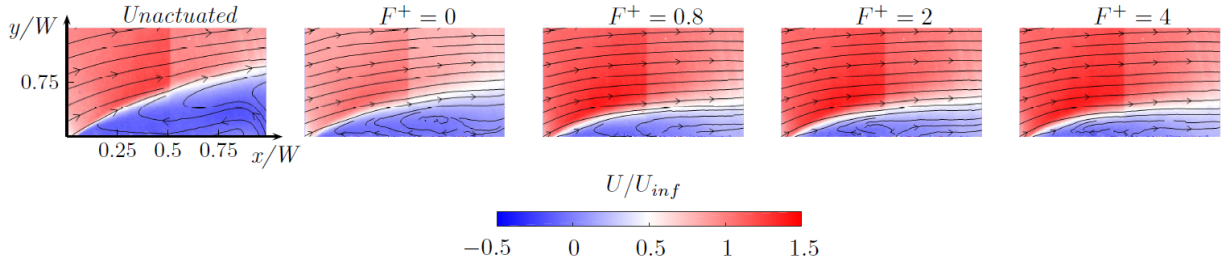 Unactuated F⁺ = 0 F⁺ = 0.8 F⁺ = 2 F⁺ = 4
y/W
0.75
0.25 0.5 0.75 x/W
U/U_inf
−0.5 0 0.5 1 1.5